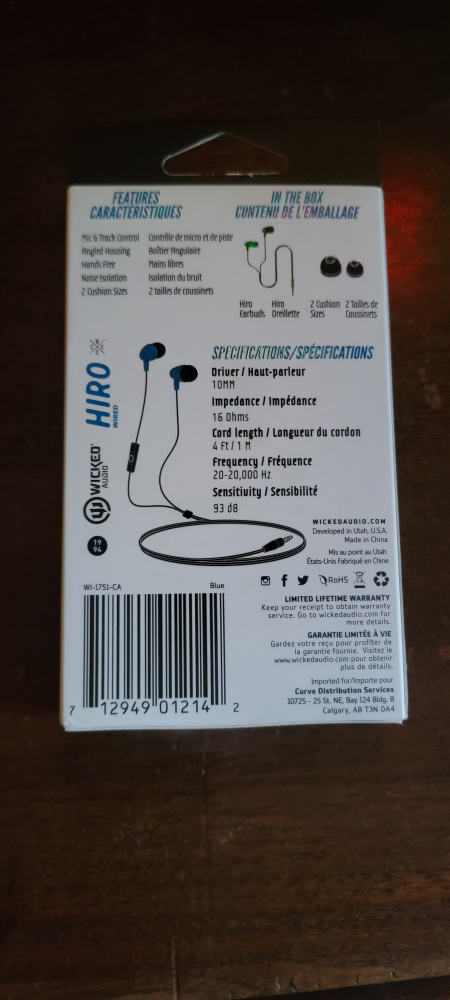 FEATURES
CARACTERISTIQUES
Mic & Track Control
Angled Housing
Hands Free
Noise Isolation
2 Cushion Sizes
Contrôle de micro et de piste
Boîtier Angulaire
Mains libres
Isolation du bruit
2 tailles de coussinets
IN THE BOX
CONTENU DE L'EMBALLAGE
Hiro
Earbuds
Hiro
Oreillette
2 Cushion
Sizes
2 Tailles de
Coussinets
HIRO
WIRED
WICKED
AUDIO
19
94
SPECIFICATIONS/SPÉCIFICATIONS
Driver / Haut-parleur
10MM
Impedance / Impédance
16 Ohms
Cord length / Longueur du cordon
4 Ft / 1 M
Frequency / Fréquence
20-20,000 Hz
Sensitivity / Sensibilité
93 dB
WICKEDAUDIO.COM
Developed in Utah, U.S.A.
Made in China
Mis au point au Utah
États-Unis Fabriqué en Chine
RoHS
LIMITED LIFETIME WARRANTY
Keep your receipt to obtain warranty
service. Go to wickedaudio.com for
more details.
GARANTIE LIMITÉE À VIE
Gardez votre reçu pour profiter de
la garantie fournie. Visitez le
www.wickedaudio.com pour obtenir
plus de détails.
Imported for/Importe pour
Curve Distribution Services
10725 - 25 St. NE, Bay 124 Bldg. B
Calgary, AB T3N 0A4
WI-1751-CA
Blue
7 12949 01214 2